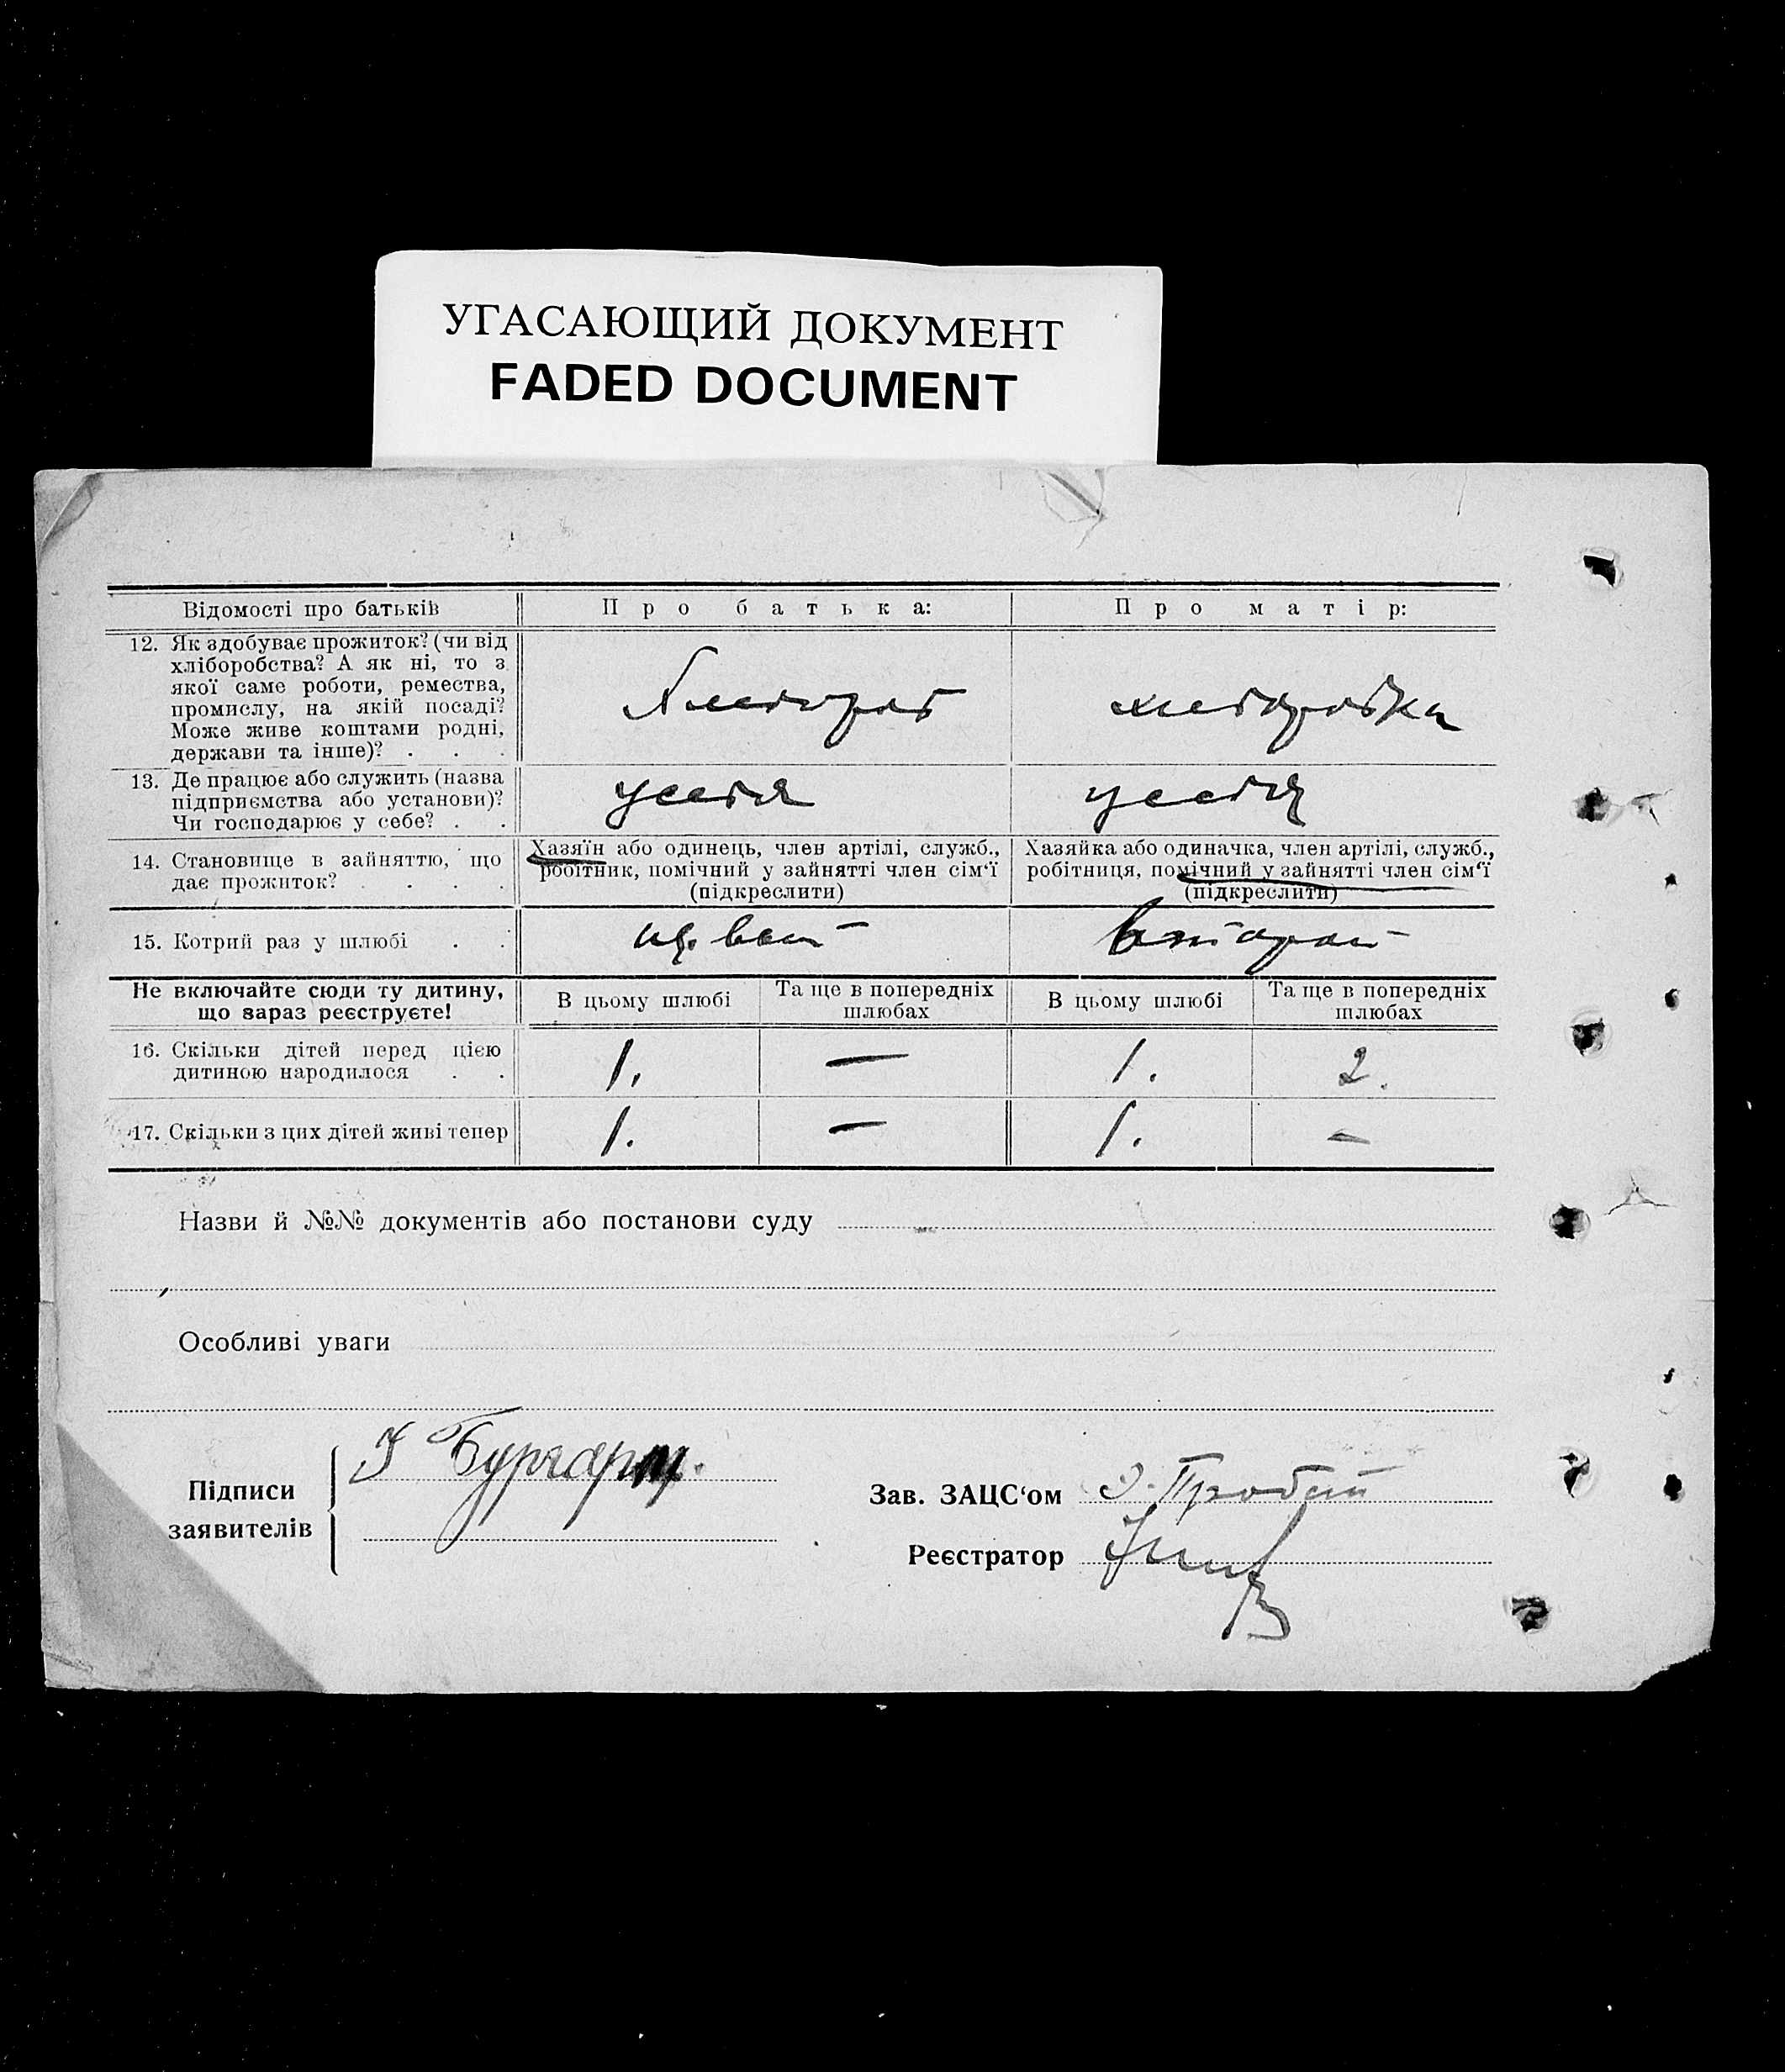 УГАСАЮЩИЙ ДОКУМЕНТ
FADED DOCUMENT
Відомості про батьків
Про батька:
Про матір:
12. Як здобуває прожиток? (чи від
хліборобства? А як ні, то з
якої саме роботи, ремества,
промислу, на якій посаді?
Може живе коштами родні,
держави та інше)? . . .
хлебороб
хлеборобка
13. Де працює або служить (назва
підприємства або установи)?
Чи господарює у себе? . .
у себя
у себя
14. Становище в зайняттю, що
дає прожиток? . . . .
Хазяїн або одинець, член артілі, служб.,
робітник, помічний у зайнятті член сім‘ї
(підкреслити)
Хазяйка або одиначка, член артілі, служб.,
робітниця, помічний у зайнятті член сім‘ї
(підкреслити)
15. Котрий раз у шлюбі . .
первый
второй
Не включайте сюди ту дитину,
що зараз реєструєте!
В цьому шлюбі
Та ще в попередніх
шлюбах
В цьому шлюбі
Та ще в попередніх
шлюбах
16. Скільки дітей перед цією
дитиною народилося . .
1. — 1. 2.
17. Скільки з цих дітей живі тепер
1. — 1. —
Назви й №№ документів або постанови суду
Особливі уваги
Підписи
заявителів
Зав. ЗАЦС‘ом
Реєстратор